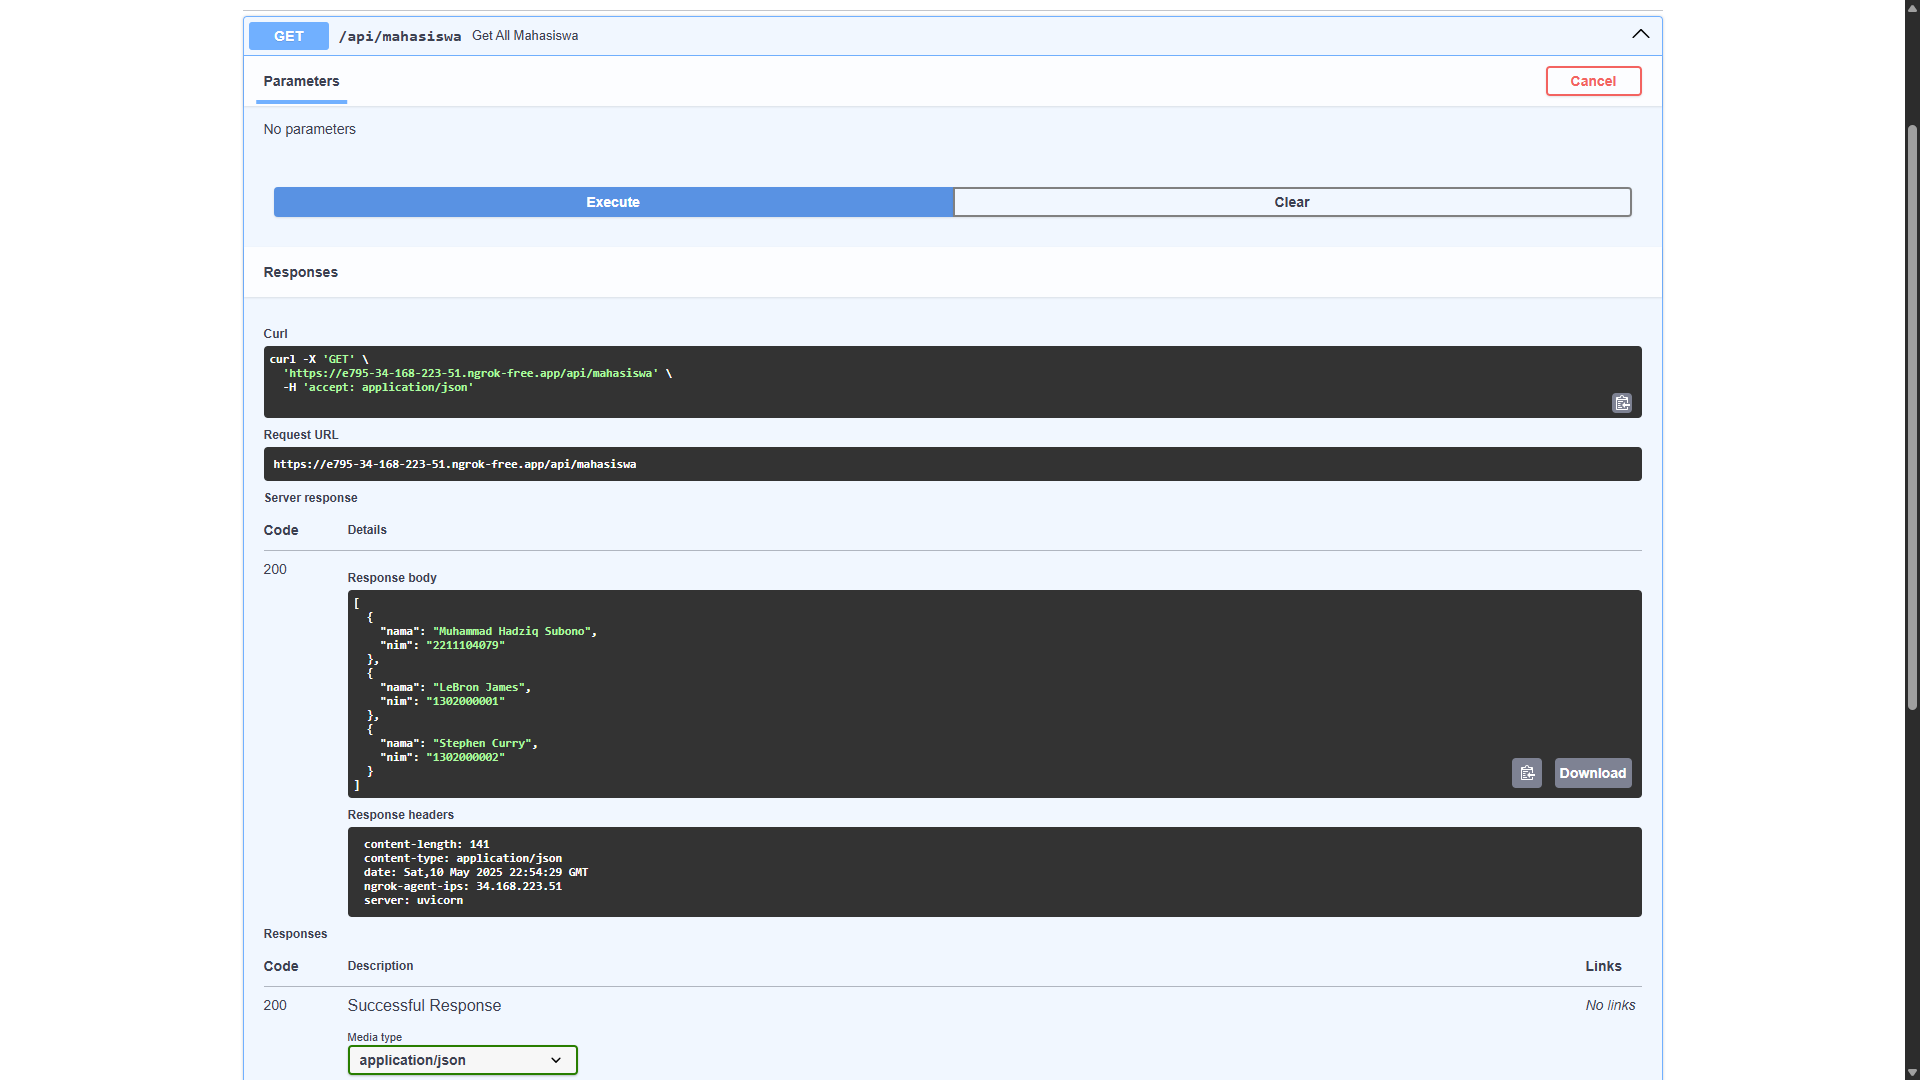 GET /api/mahasiswa Get All Mahasiswa
Parameters Cancel
No parameters
Execute Clear
Responses
Curl
curl -X 'GET' \
  'https://e795-34-168-223-51.ngrok-free.app/api/mahasiswa' \
  -H 'accept: application/json'
Request URL
https://e795-34-168-223-51.ngrok-free.app/api/mahasiswa
Server response
Code Details
200
Response body
[
  {
    "nama": "Muhammad Hadziq Subono",
    "nim": "2211104079"
  },
  {
    "nama": "LeBron James",
    "nim": "1302000001"
  },
  {
    "nama": "Stephen Curry",
    "nim": "1302000002"
  }
]
Download
Response headers
content-length: 141
content-type: application/json
date: Sat,10 May 2025 22:54:29 GMT
ngrok-agent-ips: 34.168.223.51
server: uvicorn
Responses
Code Description Links
200 Successful Response No links
Media type
application/json